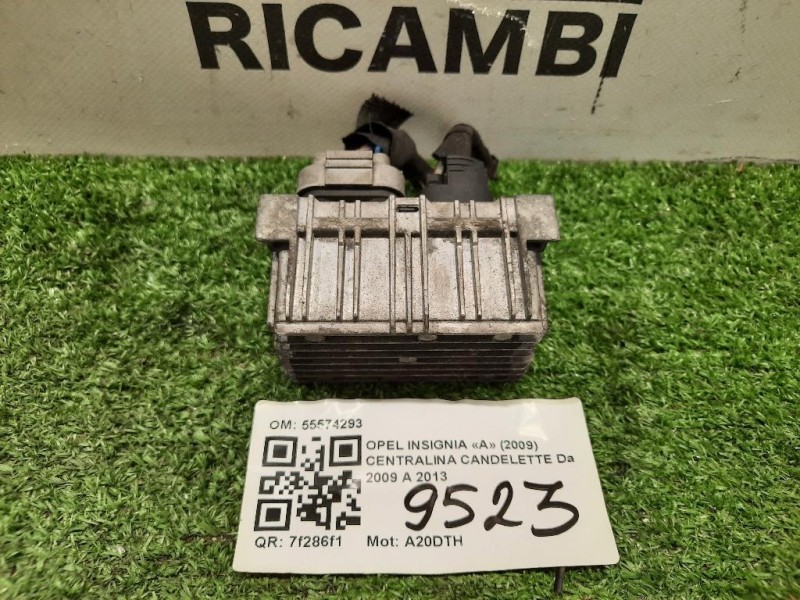 RICAMBI
OM: 55574293
OPEL INSIGNIA «A» (2009)
CENTRALINA CANDELETTE Da
2009 A 2013
9523
QR: 7f286f1 Mot: A20DTH